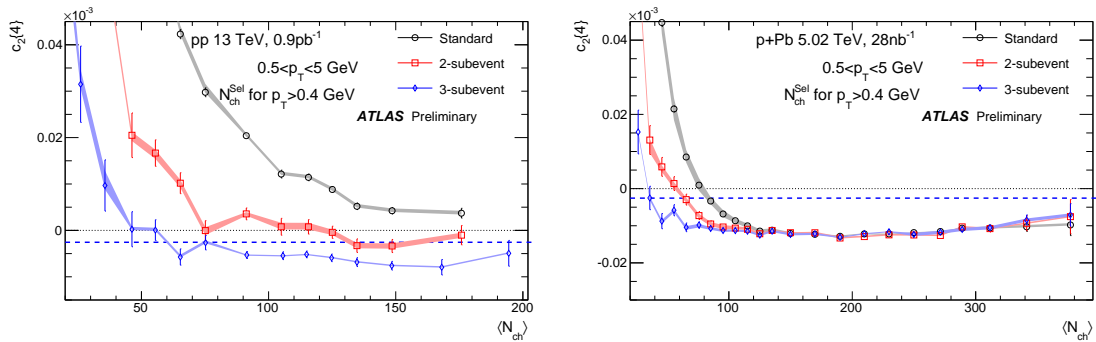 c₂{4}
0.04
0.02
0
×10⁻³
pp 13 TeV, 0.9pb⁻¹
0.5<p_T<5 GeV
N_ch^Sel for p_T>0.4 GeV
ATLAS Preliminary
Standard
2-subevent
3-subevent
50 100 150 200
⟨N_ch⟩
c₂{4}
0.04
×10⁻³
0.02
0
−0.02
×10⁻³
p+Pb 5.02 TeV, 28nb⁻¹
0.5<p_T<5 GeV
N_ch^Sel for p_T>0.4 GeV
ATLAS Preliminary
Standard
2-subevent
3-subevent
100 200 300
⟨N_ch⟩